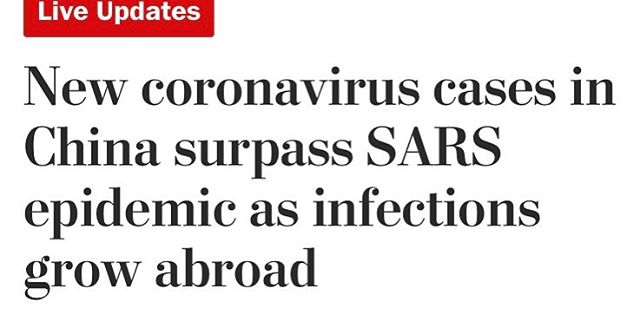 Live Updates
New coronavirus cases in
China surpass SARS
epidemic as infections
grow abroad